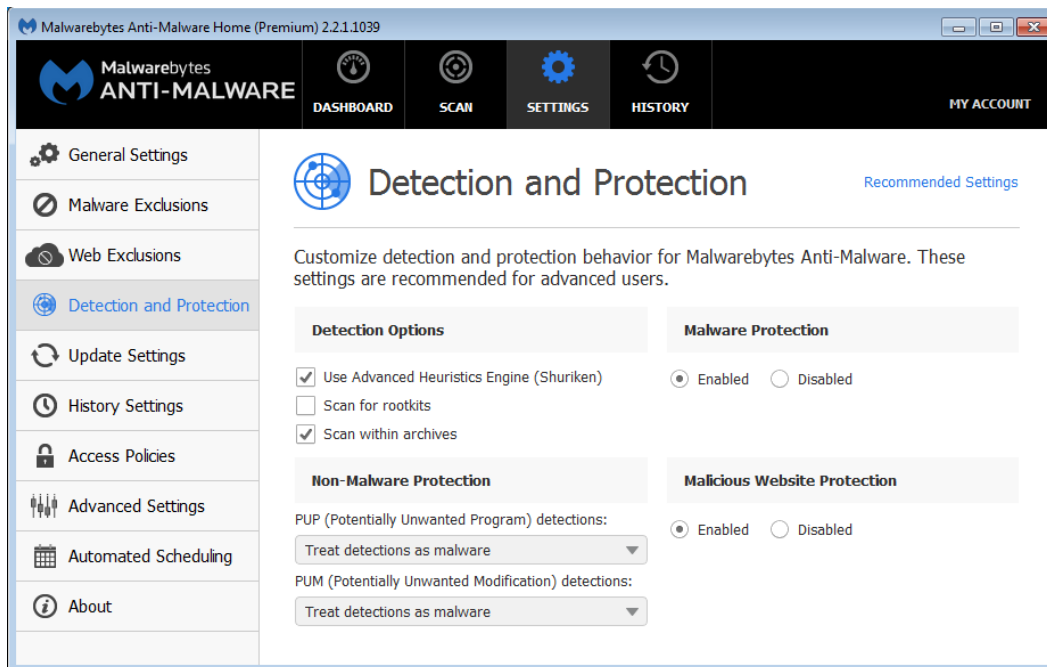 Malwarebytes Anti-Malware Home (Premium) 2.2.1.1039
Malwarebytes
ANTI-MALWARE
DASHBOARD
SCAN
SETTINGS
HISTORY
MY ACCOUNT
General Settings
Malware Exclusions
Web Exclusions
Detection and Protection
Update Settings
History Settings
Access Policies
Advanced Settings
Automated Scheduling
About
Detection and Protection
Recommended Settings
Customize detection and protection behavior for Malwarebytes Anti-Malware. These
settings are recommended for advanced users.
Detection Options
Use Advanced Heuristics Engine (Shuriken)
Scan for rootkits
Scan within archives
Malware Protection
Enabled Disabled
Non-Malware Protection
PUP (Potentially Unwanted Program) detections:
Treat detections as malware
PUM (Potentially Unwanted Modification) detections:
Treat detections as malware
Malicious Website Protection
Enabled Disabled